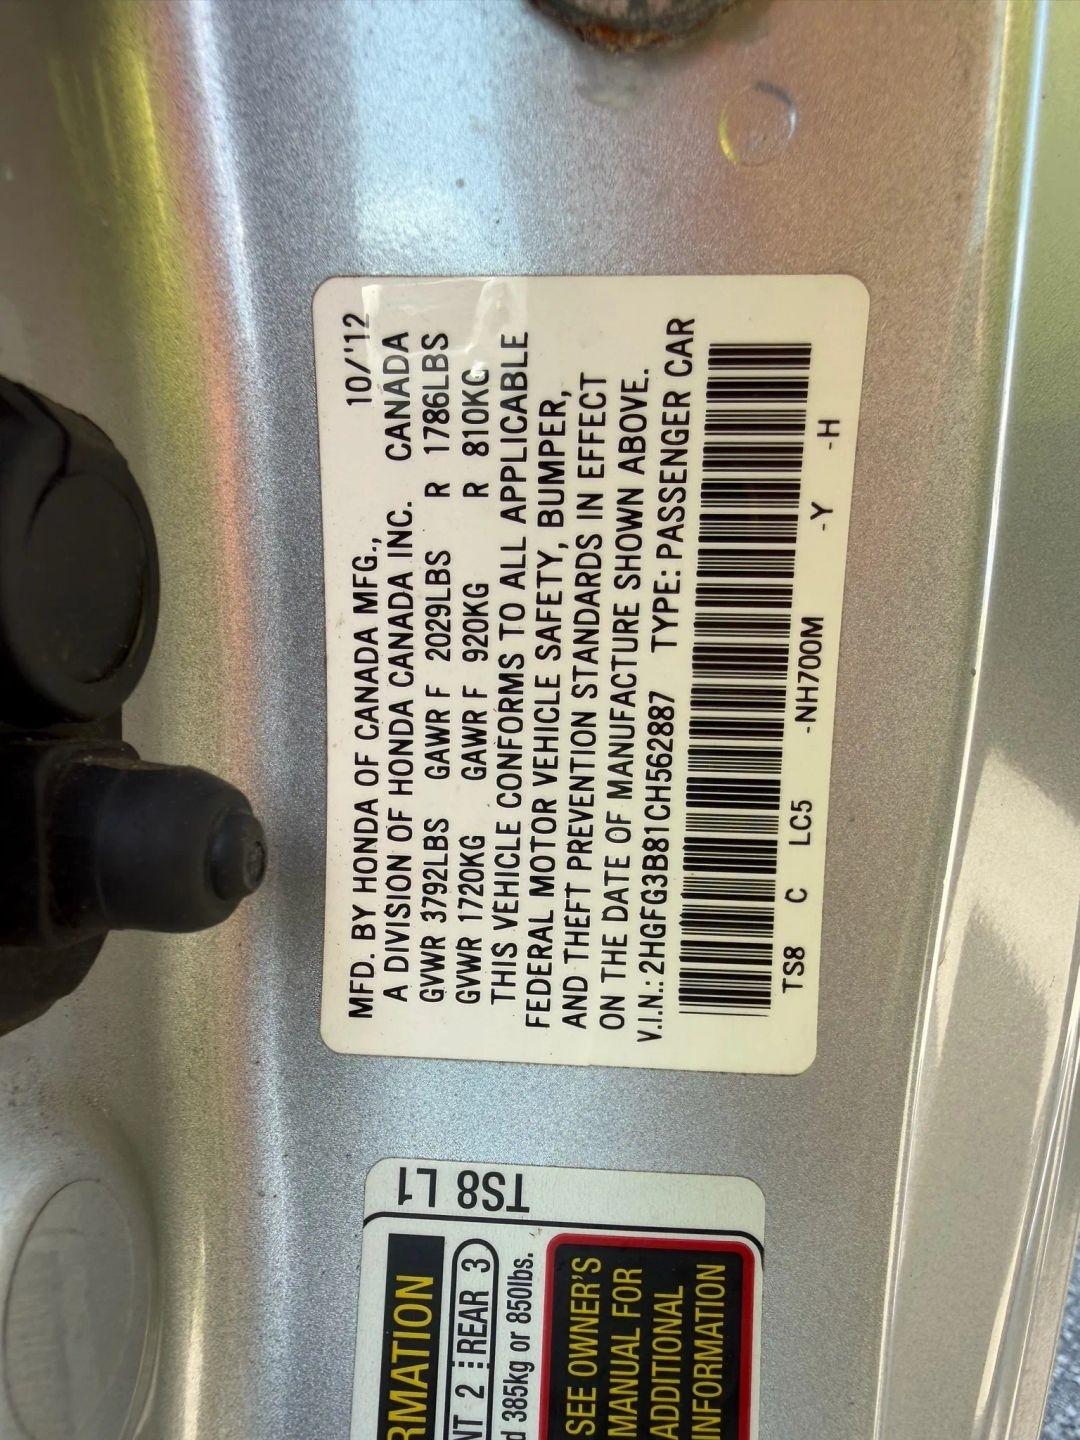 MFD. BY HONDA OF CANADA MFG., 10/'12
A DIVISION OF HONDA CANADA INC. CANADA
GVWR 3792LBS GAWR F 2029LBS R 1786LBS
GVWR 1720KG GAWR F 920KG R 810KG
THIS VEHICLE CONFORMS TO ALL APPLICABLE
FEDERAL MOTOR VEHICLE SAFETY, BUMPER,
AND THEFT PREVENTION STANDARDS IN EFFECT
ON THE DATE OF MANUFACTURE SHOWN ABOVE.
V.I.N.: 2HGFG3B81CH562887 TYPE: PASSENGER CAR
TS8 C LC5 -NH700M -Y -H
TS8 L1
RMATION
NT 2 REAR 3
d 385kg or 850lbs.
SEE OWNER'S
MANUAL FOR
ADDITIONAL
INFORMATION